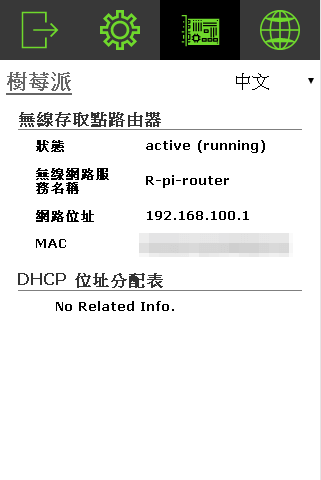 樹莓派
中文
無線存取點路由器
狀態 active (running)
無線網路服
務名稱 R-pi-router
網路位址 192.168.100.1
MAC
DHCP 位址分配表
No Related Info.